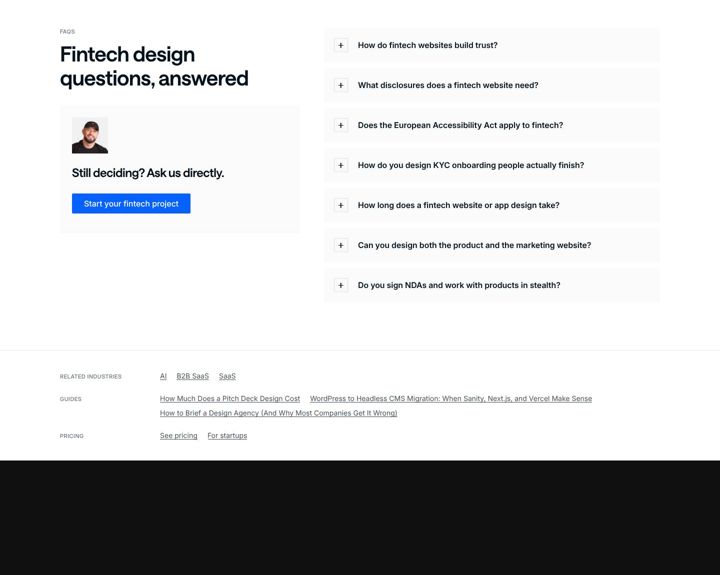 FAQS
Fintech design
questions, answered
Still deciding? Ask us directly.
Start your fintech project
How do fintech websites build trust?
What disclosures does a fintech website need?
Does the European Accessibility Act apply to fintech?
How do you design KYC onboarding people actually finish?
How long does a fintech website or app design take?
Can you design both the product and the marketing website?
Do you sign NDAs and work with products in stealth?
RELATED INDUSTRIES
AI B2B SaaS SaaS
GUIDES
How Much Does a Pitch Deck Design Cost WordPress to Headless CMS Migration: When Sanity, Next.js, and Vercel Make Sense
How to Brief a Design Agency (And Why Most Companies Get It Wrong)
PRICING
See pricing For startups